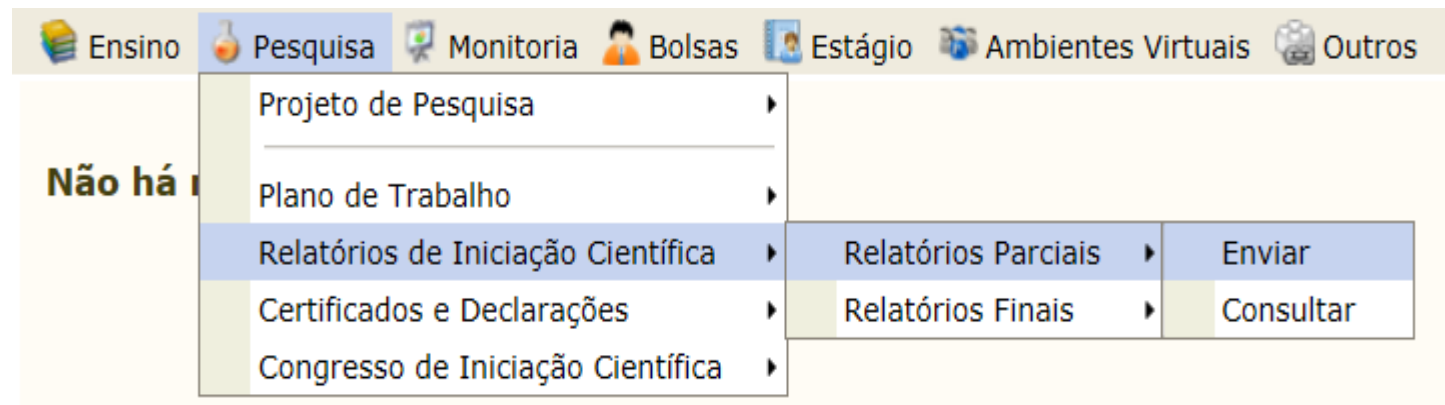 Ensino Pesquisa Monitoria Bolsas Estágio Ambientes Virtuais Outros
Projeto de Pesquisa
Não há
Plano de Trabalho
Relatórios de Iniciação Científica Relatórios Parciais Enviar
Certificados e Declarações Relatórios Finais Consultar
Congresso de Iniciação Científica